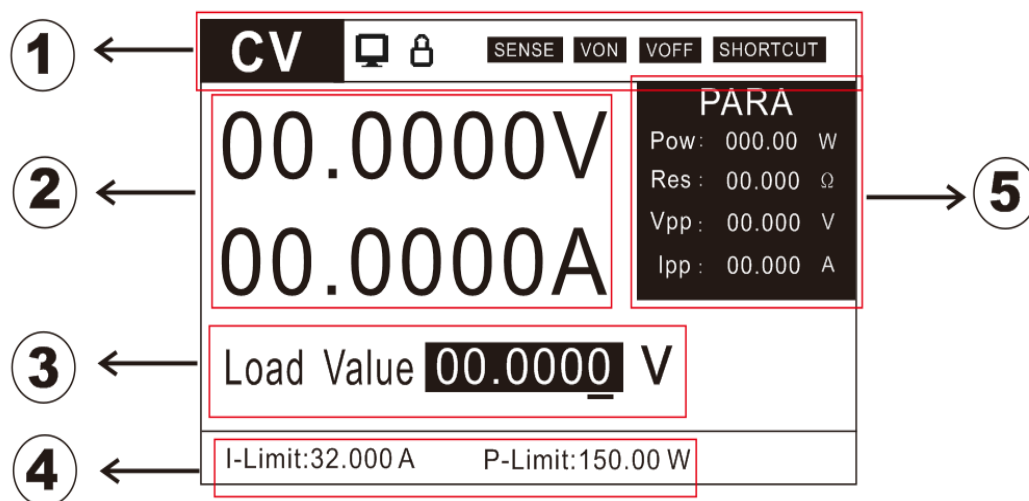 1
CV SENSE VON VOFF SHORTCUT
2
00.0000V
00.0000A
PARA
Pow: 000.00 W
Res : 00.000 Ω
Vpp : 00.000 V
Ipp : 00.000 A
5
3
Load Value 00.0000 V
4
I-Limit:32.000 A P-Limit:150.00 W